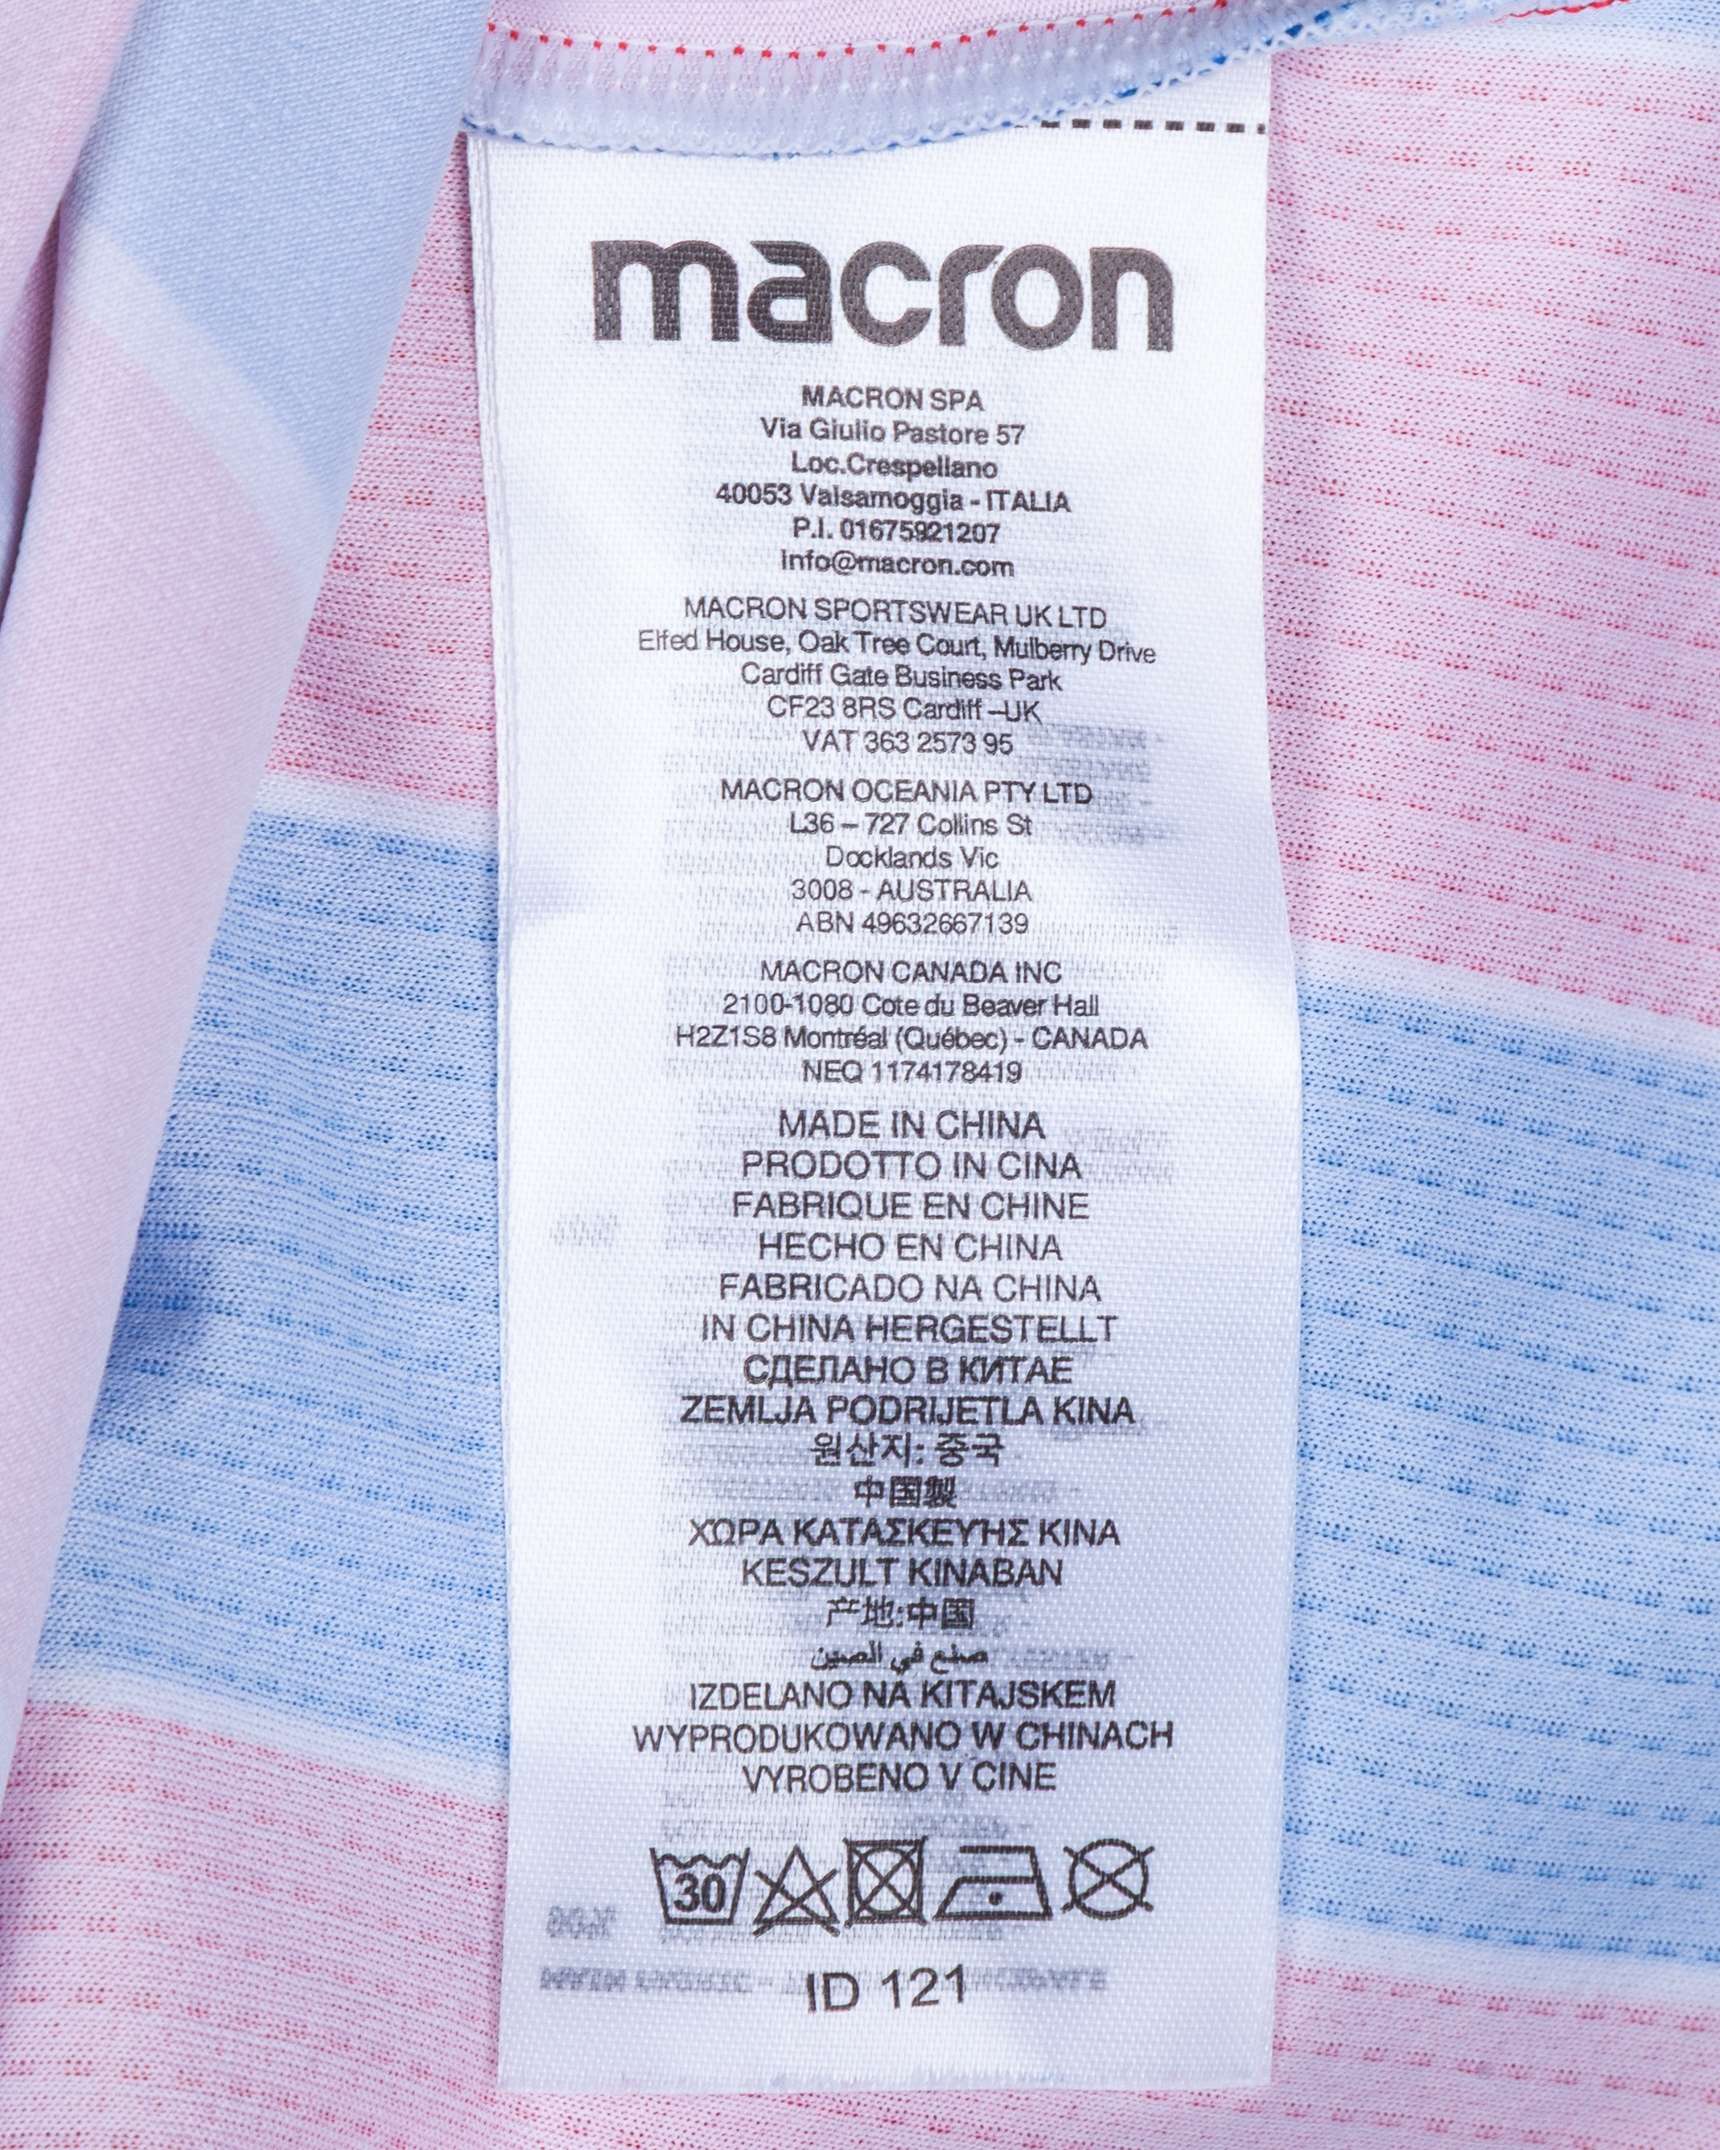 macron
MACRON SPA
Via Giulio Pastore 57
Loc.Crespellano
40053 Valsamoggia - ITALIA
P.I. 01675921207
info@macron.com
MACRON SPORTSWEAR UK LTD
Elfed House, Oak Tree Court, Mulberry Drive
Cardiff Gate Business Park
CF23 8RS Cardiff –UK
VAT 363 2573 95
MACRON OCEANIA PTY LTD
L36 – 727 Collins St
Docklands Vic
3008 - AUSTRALIA
ABN 49632667139
MACRON CANADA INC
2100-1080 Cote du Beaver Hall
H2Z1S8 Montréal (Québec) - CANADA
NEQ 1174178419
MADE IN CHINA
PRODOTTO IN CINA
FABRIQUE EN CHINE
HECHO EN CHINA
FABRICADO NA CHINA
IN CHINA HERGESTELLT
СДЕЛАНО В КИТАЕ
ZEMLJA PODRIJETLA KINA
원산지: 중국
中国製
ΧΩΡΑ ΚΑΤΑΣΚΕΥΉΣ ΚΙΝΑ
KESZULT KINABAN
产地:中国
صنع في الصين
IZDELANO NA KITAJSKEM
WYPRODUKOWANO W CHINACH
VYROBENO V CINE
30
ID 121